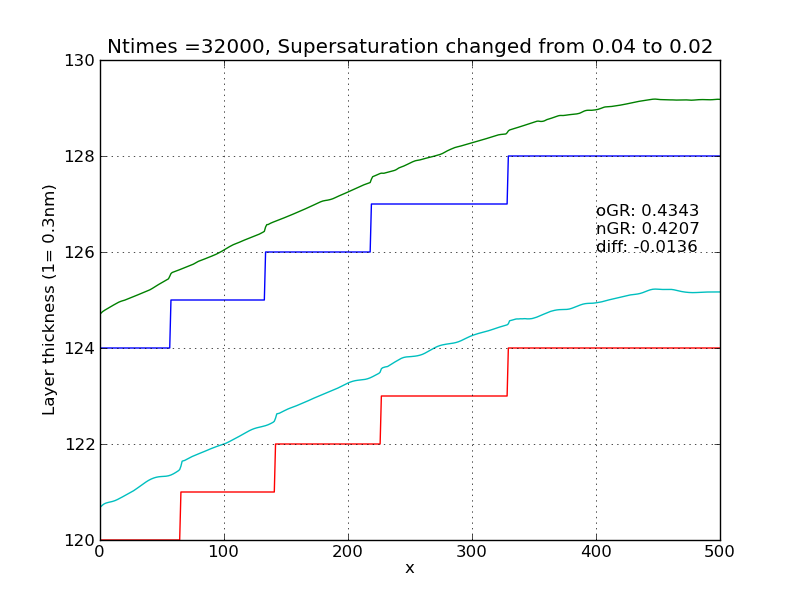 Ntimes =32000, Supersaturation changed from 0.04 to 0.02
130
128
126
124
122
120
Layer thickness (1= 0.3nm)
oGR: 0.4343
nGR: 0.4207
diff: -0.0136
0 100 200 300 400 500
x